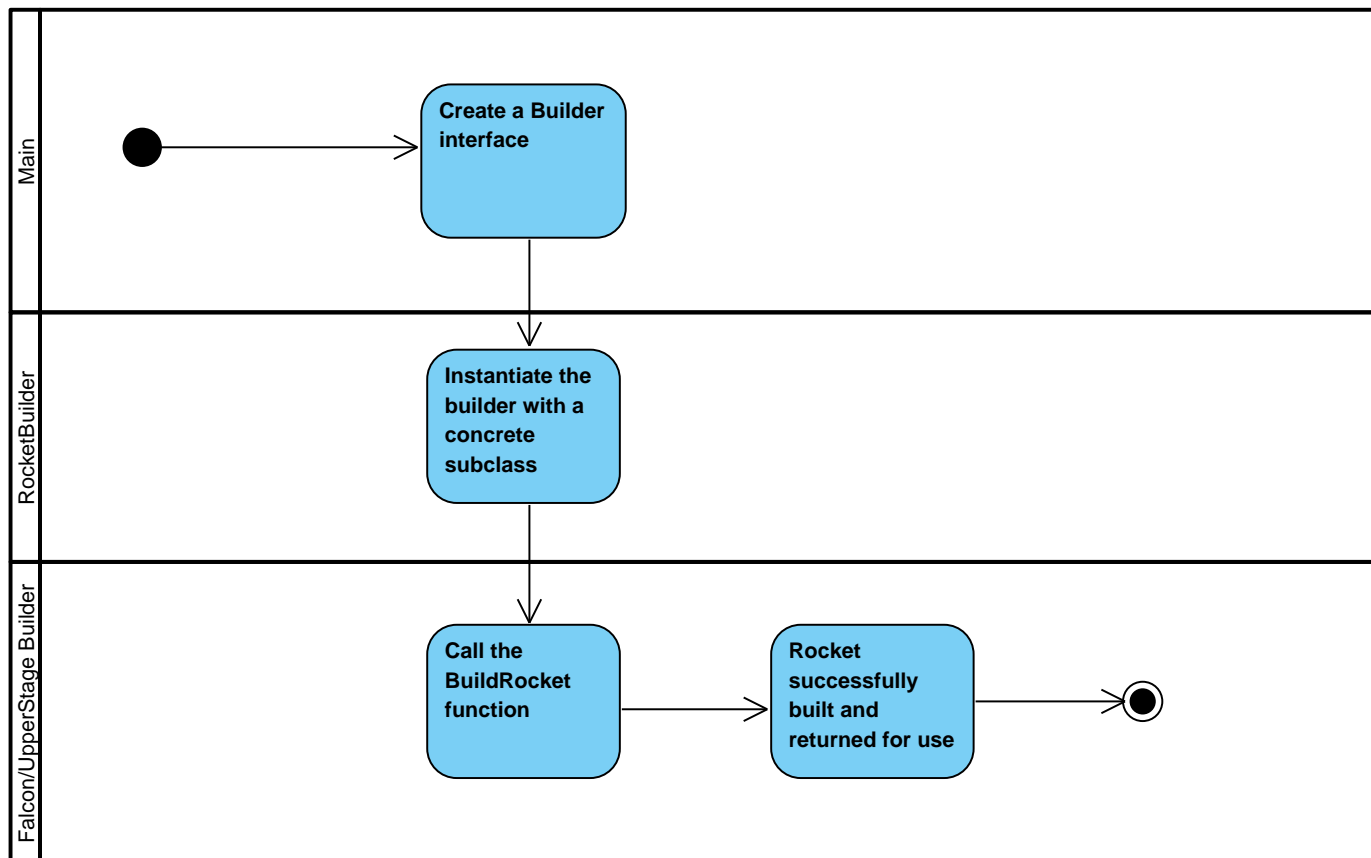 Main
Create a Builder
interface
RocketBuilder
Instantiate the
builder with a
concrete
subclass
Falcon/UpperStage Builder
Call the
BuildRocket
function
Rocket
successfully
built and
returned for use